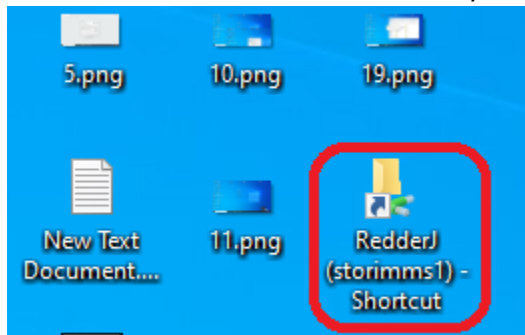 5.png
10.png
19.png
New Text
Document....
11.png
RedderJ
(storimms1) -
Shortcut